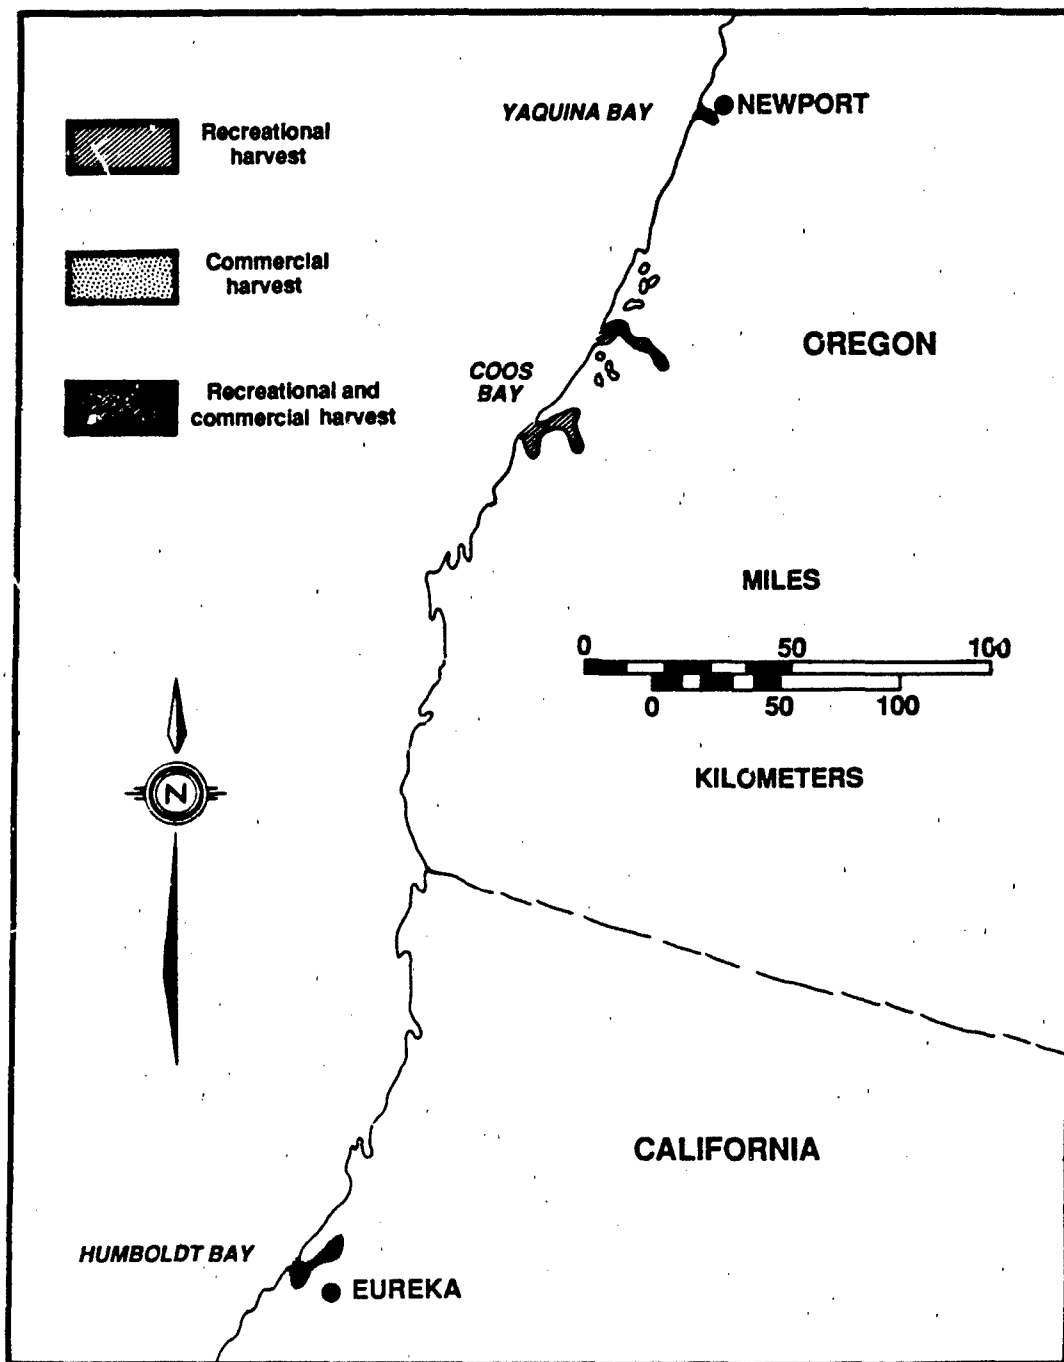 YAQUINA BAY
NEWPORT
Recreational
harvest
Commercial
harvest
OREGON
COOS
BAY
Recreational and
commercial harvest
MILES
0 50 100
0 50 100
KILOMETERS
N
CALIFORNIA
HUMBOLDT BAY
EUREKA